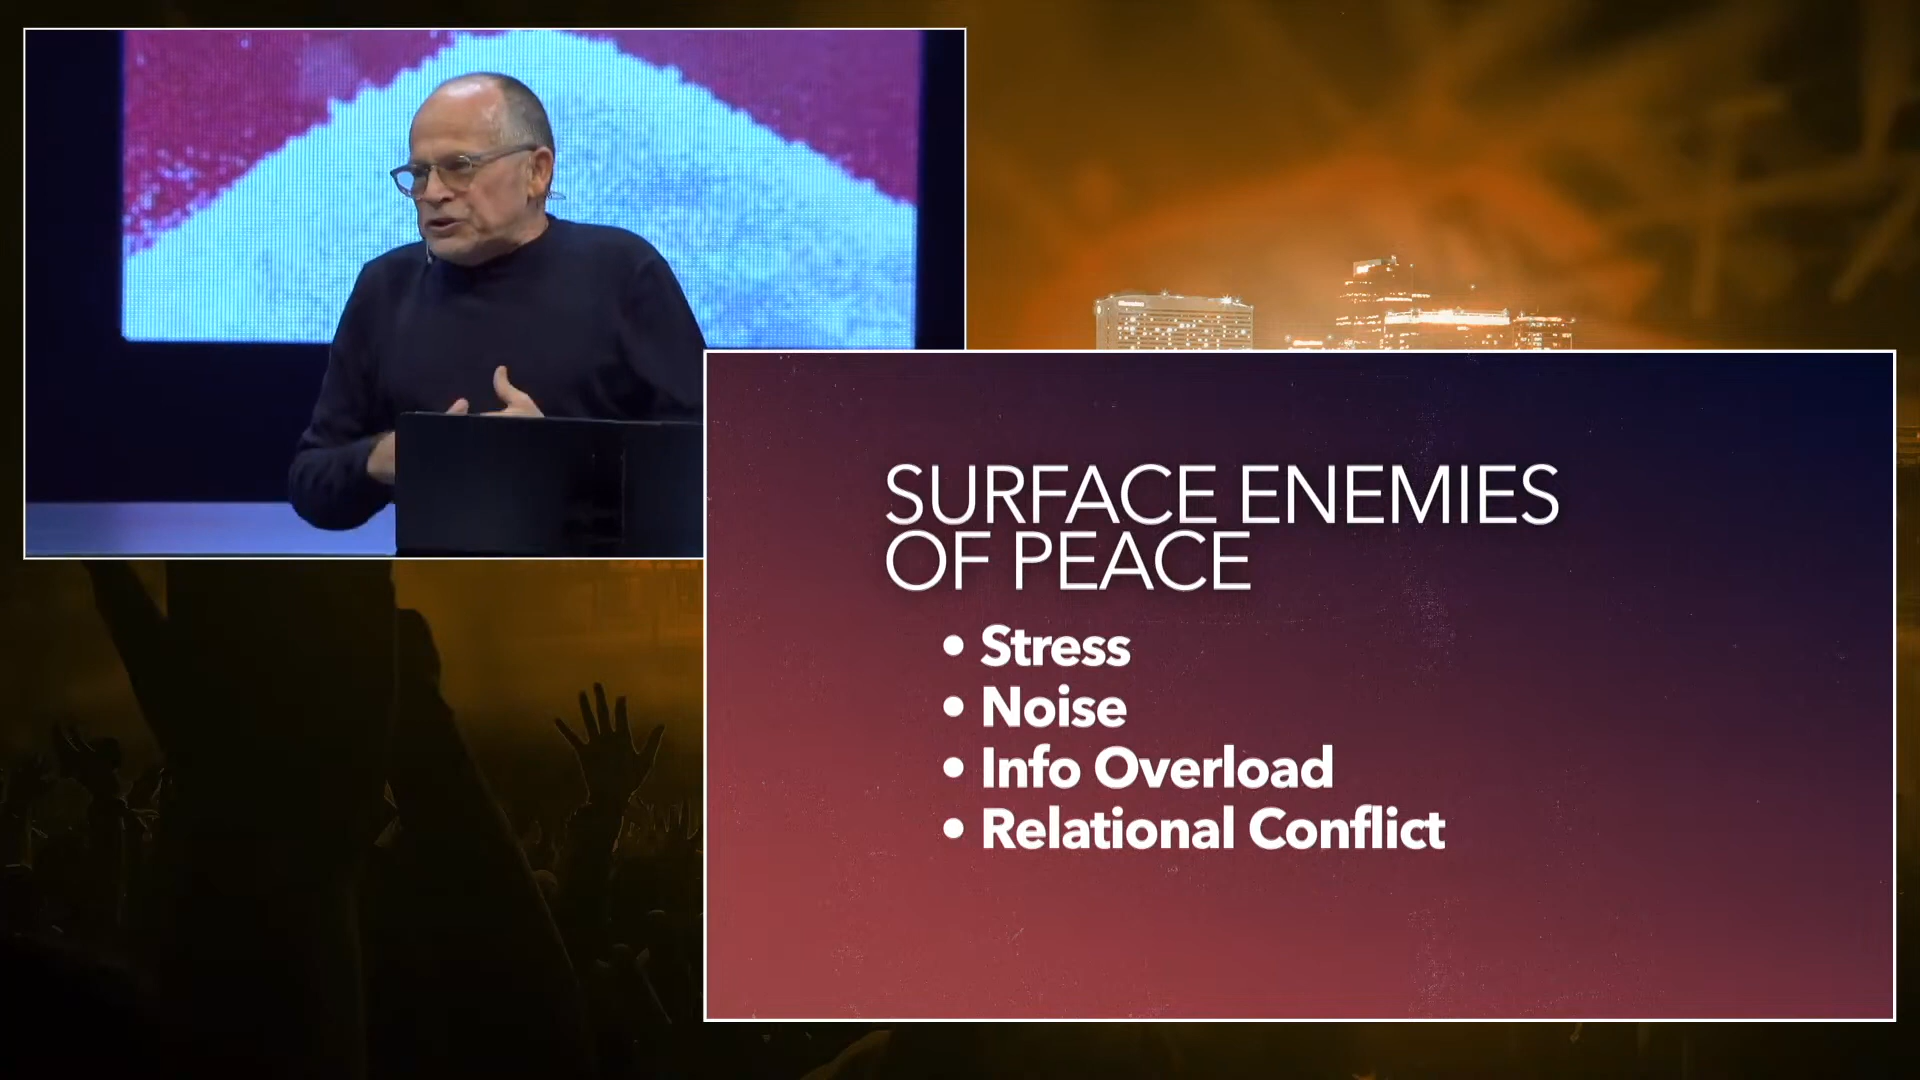 SURFACE ENEMIES
OF PEACE
• Stress
• Noise
• Info Overload
• Relational Conflict